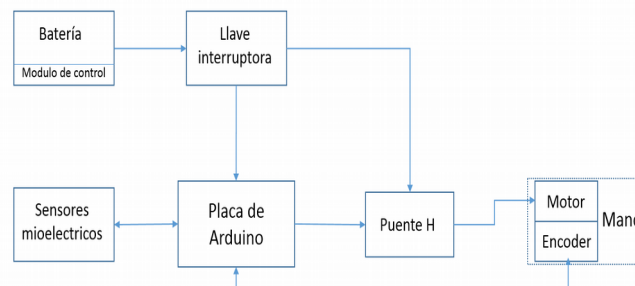 Batería
Modulo de control
Llave
interruptora
Sensores
mioelectricos
Placa de
Arduino
Puente H
Motor
Encoder